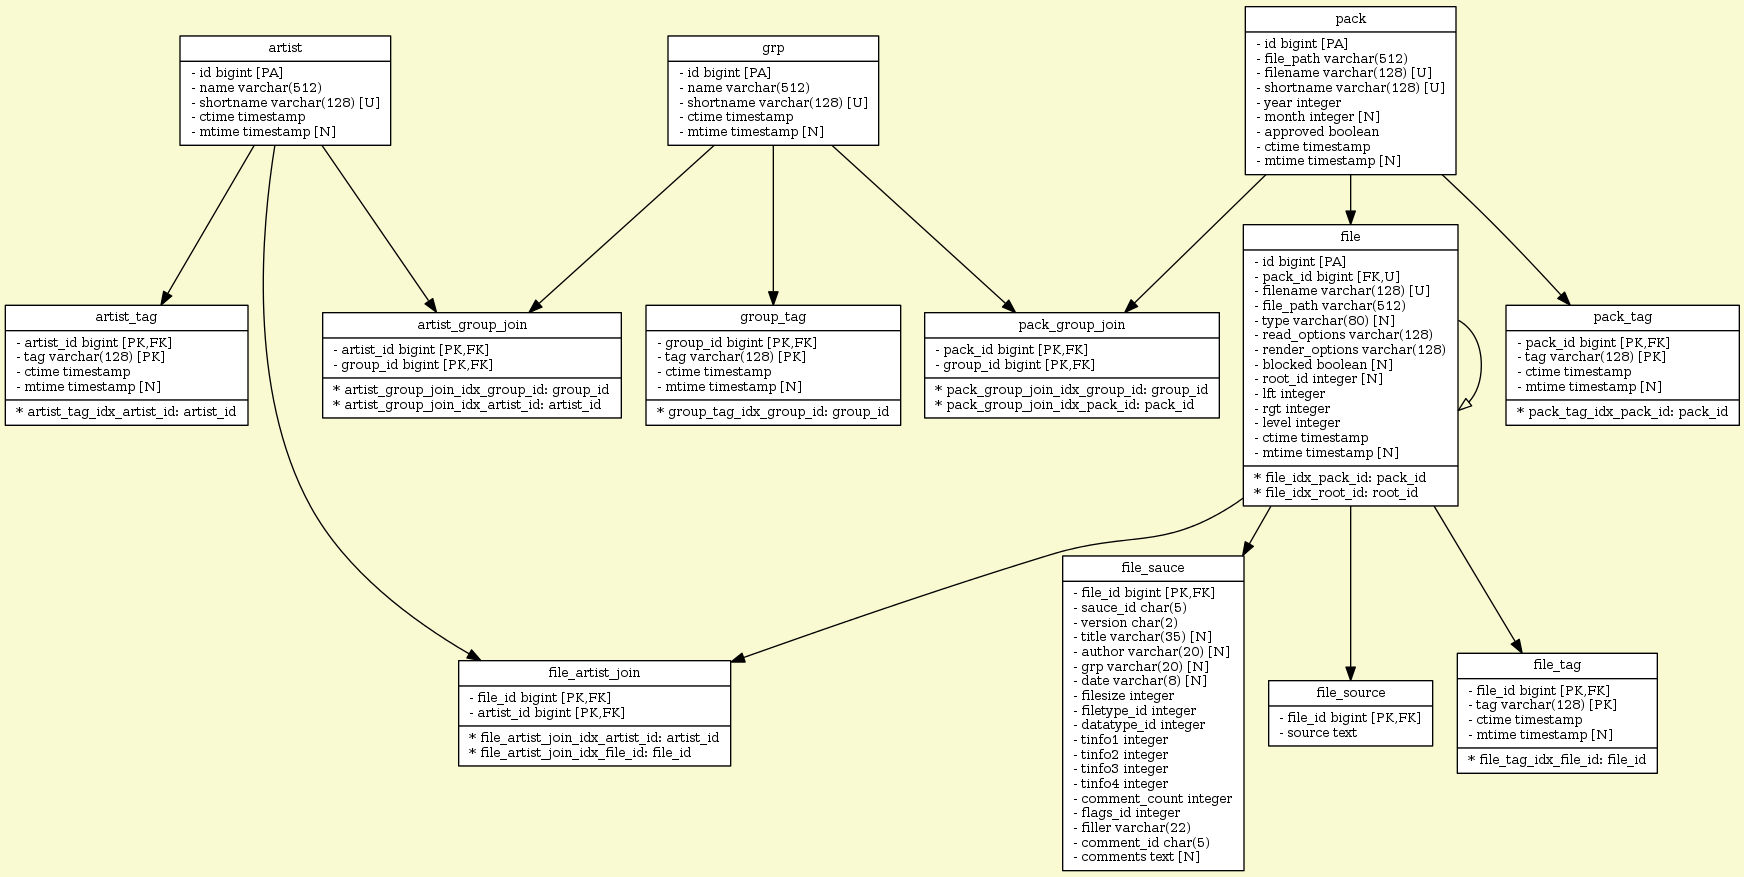 artist
- id bigint [PA]
- name varchar(512)
- shortname varchar(128) [U]
- ctime timestamp
- mtime timestamp [N]
grp
- id bigint [PA]
- name varchar(512)
- shortname varchar(128) [U]
- ctime timestamp
- mtime timestamp [N]
pack
- id bigint [PA]
- file_path varchar(512)
- filename varchar(128) [U]
- shortname varchar(128) [U]
- year integer
- month integer [N]
- approved boolean
- ctime timestamp
- mtime timestamp [N]
artist_tag
- artist_id bigint [PK,FK]
- tag varchar(128) [PK]
- ctime timestamp
- mtime timestamp [N]
* artist_tag_idx_artist_id: artist_id
artist_group_join
- artist_id bigint [PK,FK]
- group_id bigint [PK,FK]
* artist_group_join_idx_group_id: group_id
* artist_group_join_idx_artist_id: artist_id
group_tag
- group_id bigint [PK,FK]
- tag varchar(128) [PK]
- ctime timestamp
- mtime timestamp [N]
* group_tag_idx_group_id: group_id
pack_group_join
- pack_id bigint [PK,FK]
- group_id bigint [PK,FK]
* pack_group_join_idx_group_id: group_id
* pack_group_join_idx_pack_id: pack_id
file
- id bigint [PA]
- pack_id bigint [FK,U]
- filename varchar(128) [U]
- file_path varchar(512)
- type varchar(80) [N]
- read_options varchar(128)
- render_options varchar(128)
- blocked boolean [N]
- root_id integer [N]
- lft integer
- rgt integer
- level integer
- ctime timestamp
- mtime timestamp [N]
* file_idx_pack_id: pack_id
* file_idx_root_id: root_id
pack_tag
- pack_id bigint [PK,FK]
- tag varchar(128) [PK]
- ctime timestamp
- mtime timestamp [N]
* pack_tag_idx_pack_id: pack_id
file_artist_join
- file_id bigint [PK,FK]
- artist_id bigint [PK,FK]
* file_artist_join_idx_artist_id: artist_id
* file_artist_join_idx_file_id: file_id
file_sauce
- file_id bigint [PK,FK]
- sauce_id char(5)
- version char(2)
- title varchar(35) [N]
- author varchar(20) [N]
- grp varchar(20) [N]
- date varchar(8) [N]
- filesize integer
- filetype_id integer
- datatype_id integer
- tinfo1 integer
- tinfo2 integer
- tinfo3 integer
- tinfo4 integer
- comment_count integer
- flags_id integer
- filler varchar(22)
- comment_id char(5)
- comments text [N]
file_source
- file_id bigint [PK,FK]
- source text
file_tag
- file_id bigint [PK,FK]
- tag varchar(128) [PK]
- ctime timestamp
- mtime timestamp [N]
* file_tag_idx_file_id: file_id